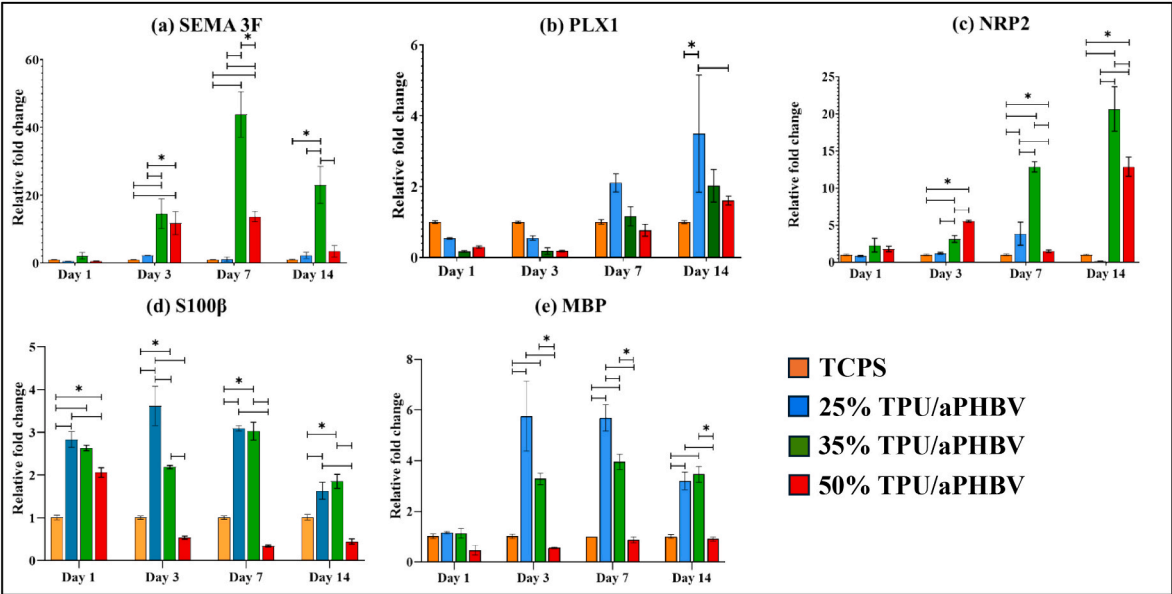 (a) SEMA 3F
Relative fold change
60
40
20
0
Day 1 Day 3 Day 7 Day 14
* * *
(b) PLX1
Relative fold change
6
4
2
0
Day 1 Day 3 Day 7 Day 14
*
(c) NRP2
Relative fold change
25
20
15
10
5
0
Day 1 Day 3 Day 7 Day 14
* * *
(d) S100β
Relative fold change
5
4
3
2
1
0
Day 1 Day 3 Day 7 Day 14
* * * *
(e) MBP
Relative fold change
8
6
4
2
0
Day 1 Day 3 Day 7 Day 14
* * *
TCPS
25% TPU/aPHBV
35% TPU/aPHBV
50% TPU/aPHBV